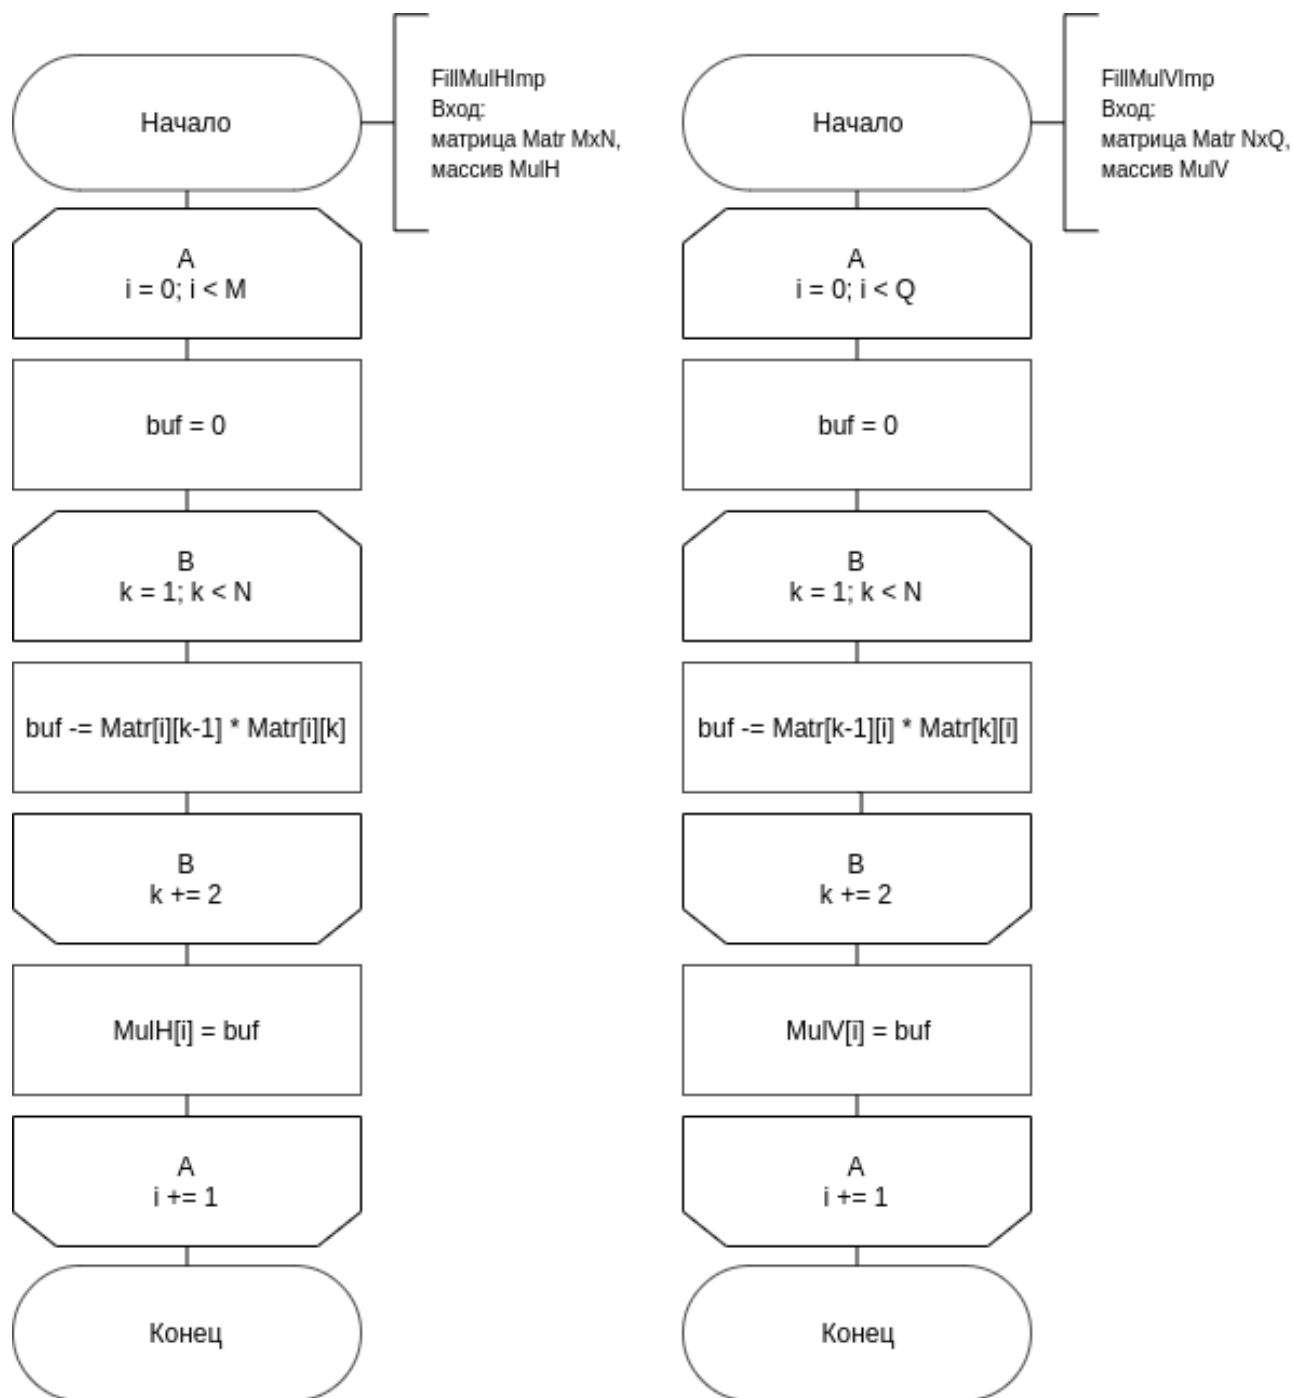 Начало
FillMulHImp
Вход:
матрица Matr MxN,
массив MulH
A
i = 0; i < M
buf = 0
B
k = 1; k < N
buf -= Matr[i][k-1] * Matr[i][k]
B
k += 2
MulH[i] = buf
A
i += 1
Конец
Начало
FillMulVImp
Вход:
матрица Matr NxQ,
массив MulV
A
i = 0; i < Q
buf = 0
B
k = 1; k < N
buf -= Matr[k-1][i] * Matr[k][i]
B
k += 2
MulV[i] = buf
A
i += 1
Конец